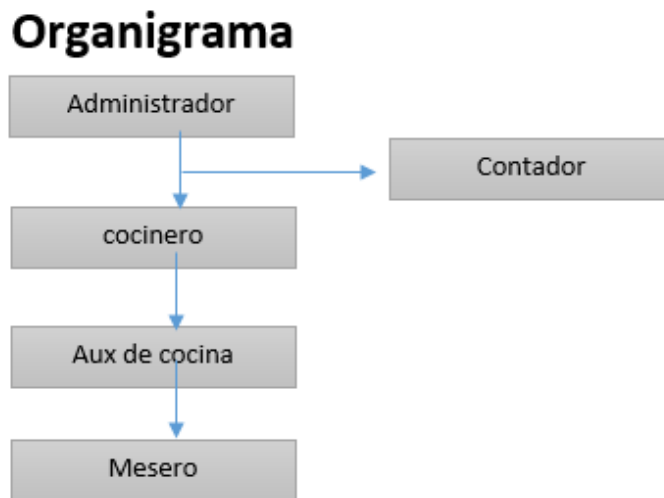 Organigrama
Administrador
Contador
cocinero
Aux de cocina
Mesero